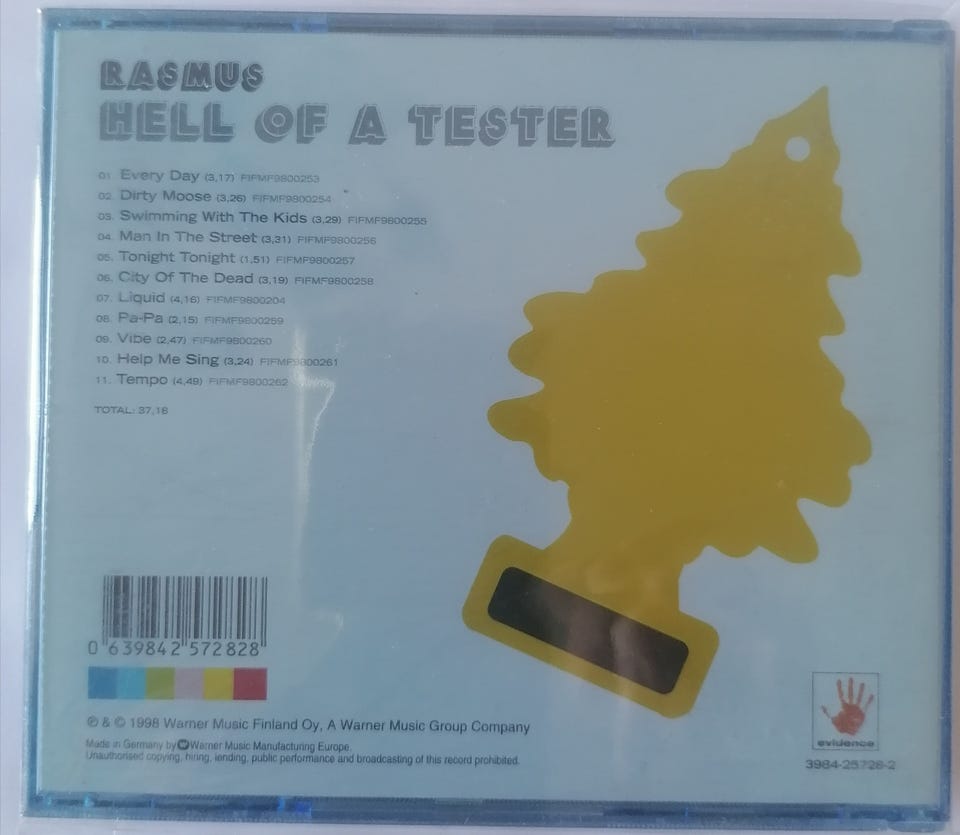 RASMUS
HELL OF A TESTER
01. Every Day (3,17) FIFMF9800253
02. Dirty Moose (3,26) FIFMF9800254
03. Swimming With The Kids (3,29) FIFMF9800255
04. Man In The Street (3,31) FIFMF9800256
05. Tonight Tonight (1,51) FIFMF9800257
06. City Of The Dead (3,19) FIFMF9800258
07. Liquid (4,16) FIFMF9800204
08. Pa-Pa (2,15) FIFMF9800259
09. Vibe (2,47) FIFMF9800260
10. Help Me Sing (3,24) FIFMF9800261
11. Tempo (4,49) FIFMF9800262
TOTAL: 37,18
0 639842 572828
℗ & © 1998 Warner Music Finland Oy, A Warner Music Group Company
Made in Germany by Warner Music Manufacturing Europe.
Unauthorised copying, hiring, lending, public performance and broadcasting of this record prohibited.
evidence
3984-25728-2